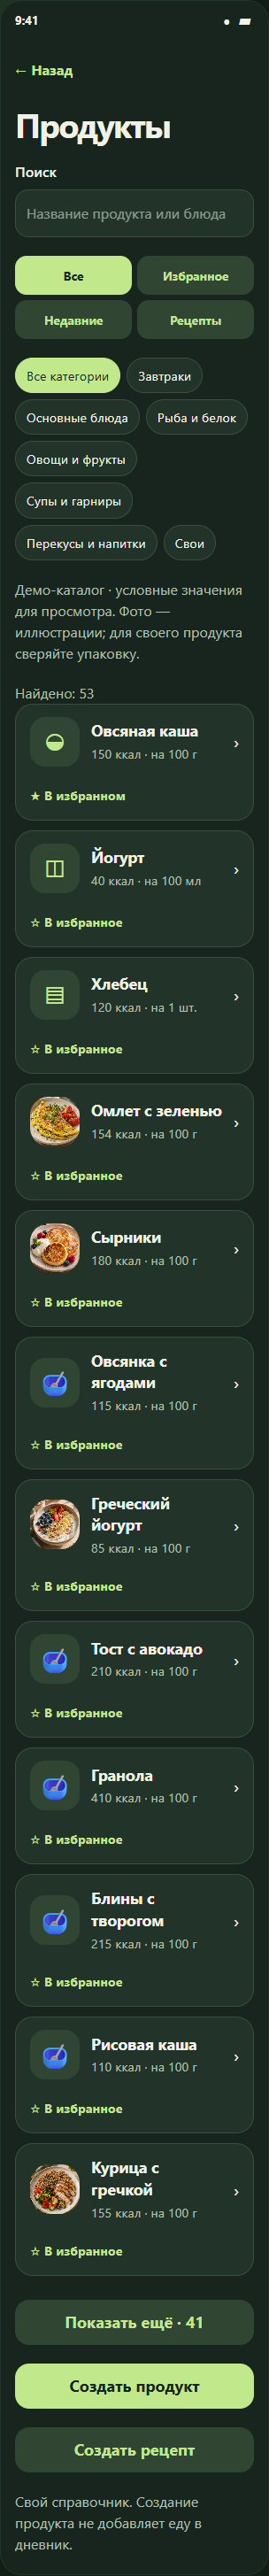 9:41
← Назад
Продукты
Поиск
Название продукта или блюда
Все
Избранное
Недавние
Рецепты
Все категории
Завтраки
Основные блюда
Рыба и белок
Овощи и фрукты
Супы и гарниры
Перекусы и напитки
Свои
Демо-каталог · условные значения
для просмотра. Фото —
иллюстрации; для своего продукта
сверяйте упаковку.
Найдено: 53
Овсяная каша
150 ккал · на 100 г
›
★ В избранном
Йогурт
40 ккал · на 100 мл
›
☆ В избранное
Хлебец
120 ккал · на 1 шт.
›
☆ В избранное
Омлет с зеленью
154 ккал · на 100 г
›
☆ В избранное
Сырники
180 ккал · на 100 г
›
☆ В избранное
Овсянка с
ягодами
115 ккал · на 100 г
›
☆ В избранное
Греческий
йогурт
85 ккал · на 100 г
›
☆ В избранное
Тост с авокадо
210 ккал · на 100 г
›
☆ В избранное
Гранола
410 ккал · на 100 г
›
☆ В избранное
Блины с
творогом
215 ккал · на 100 г
›
☆ В избранное
Рисовая каша
110 ккал · на 100 г
›
☆ В избранное
Курица с
гречкой
155 ккал · на 100 г
›
☆ В избранное
Показать ещё · 41
Создать продукт
Создать рецепт
Свой справочник. Создание
продукта не добавляет еду в
дневник.